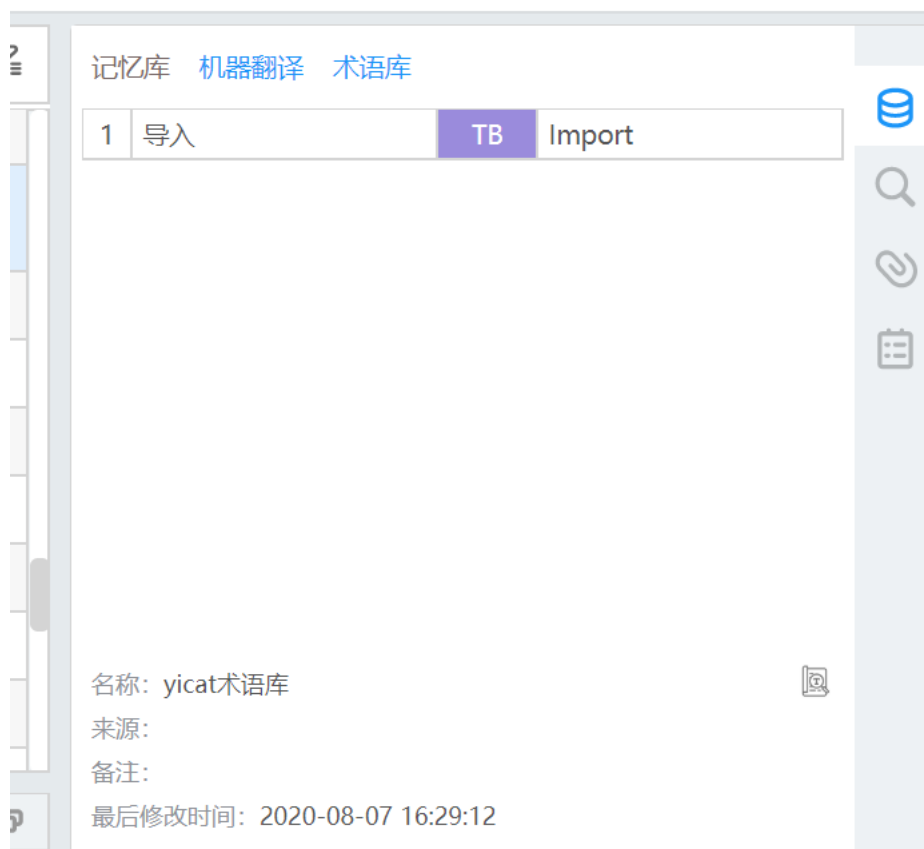 记忆库 机器翻译 术语库
1 导入 TB Import
名称：yicat术语库
来源：
备注：
最后修改时间：2020-08-07 16:29:12